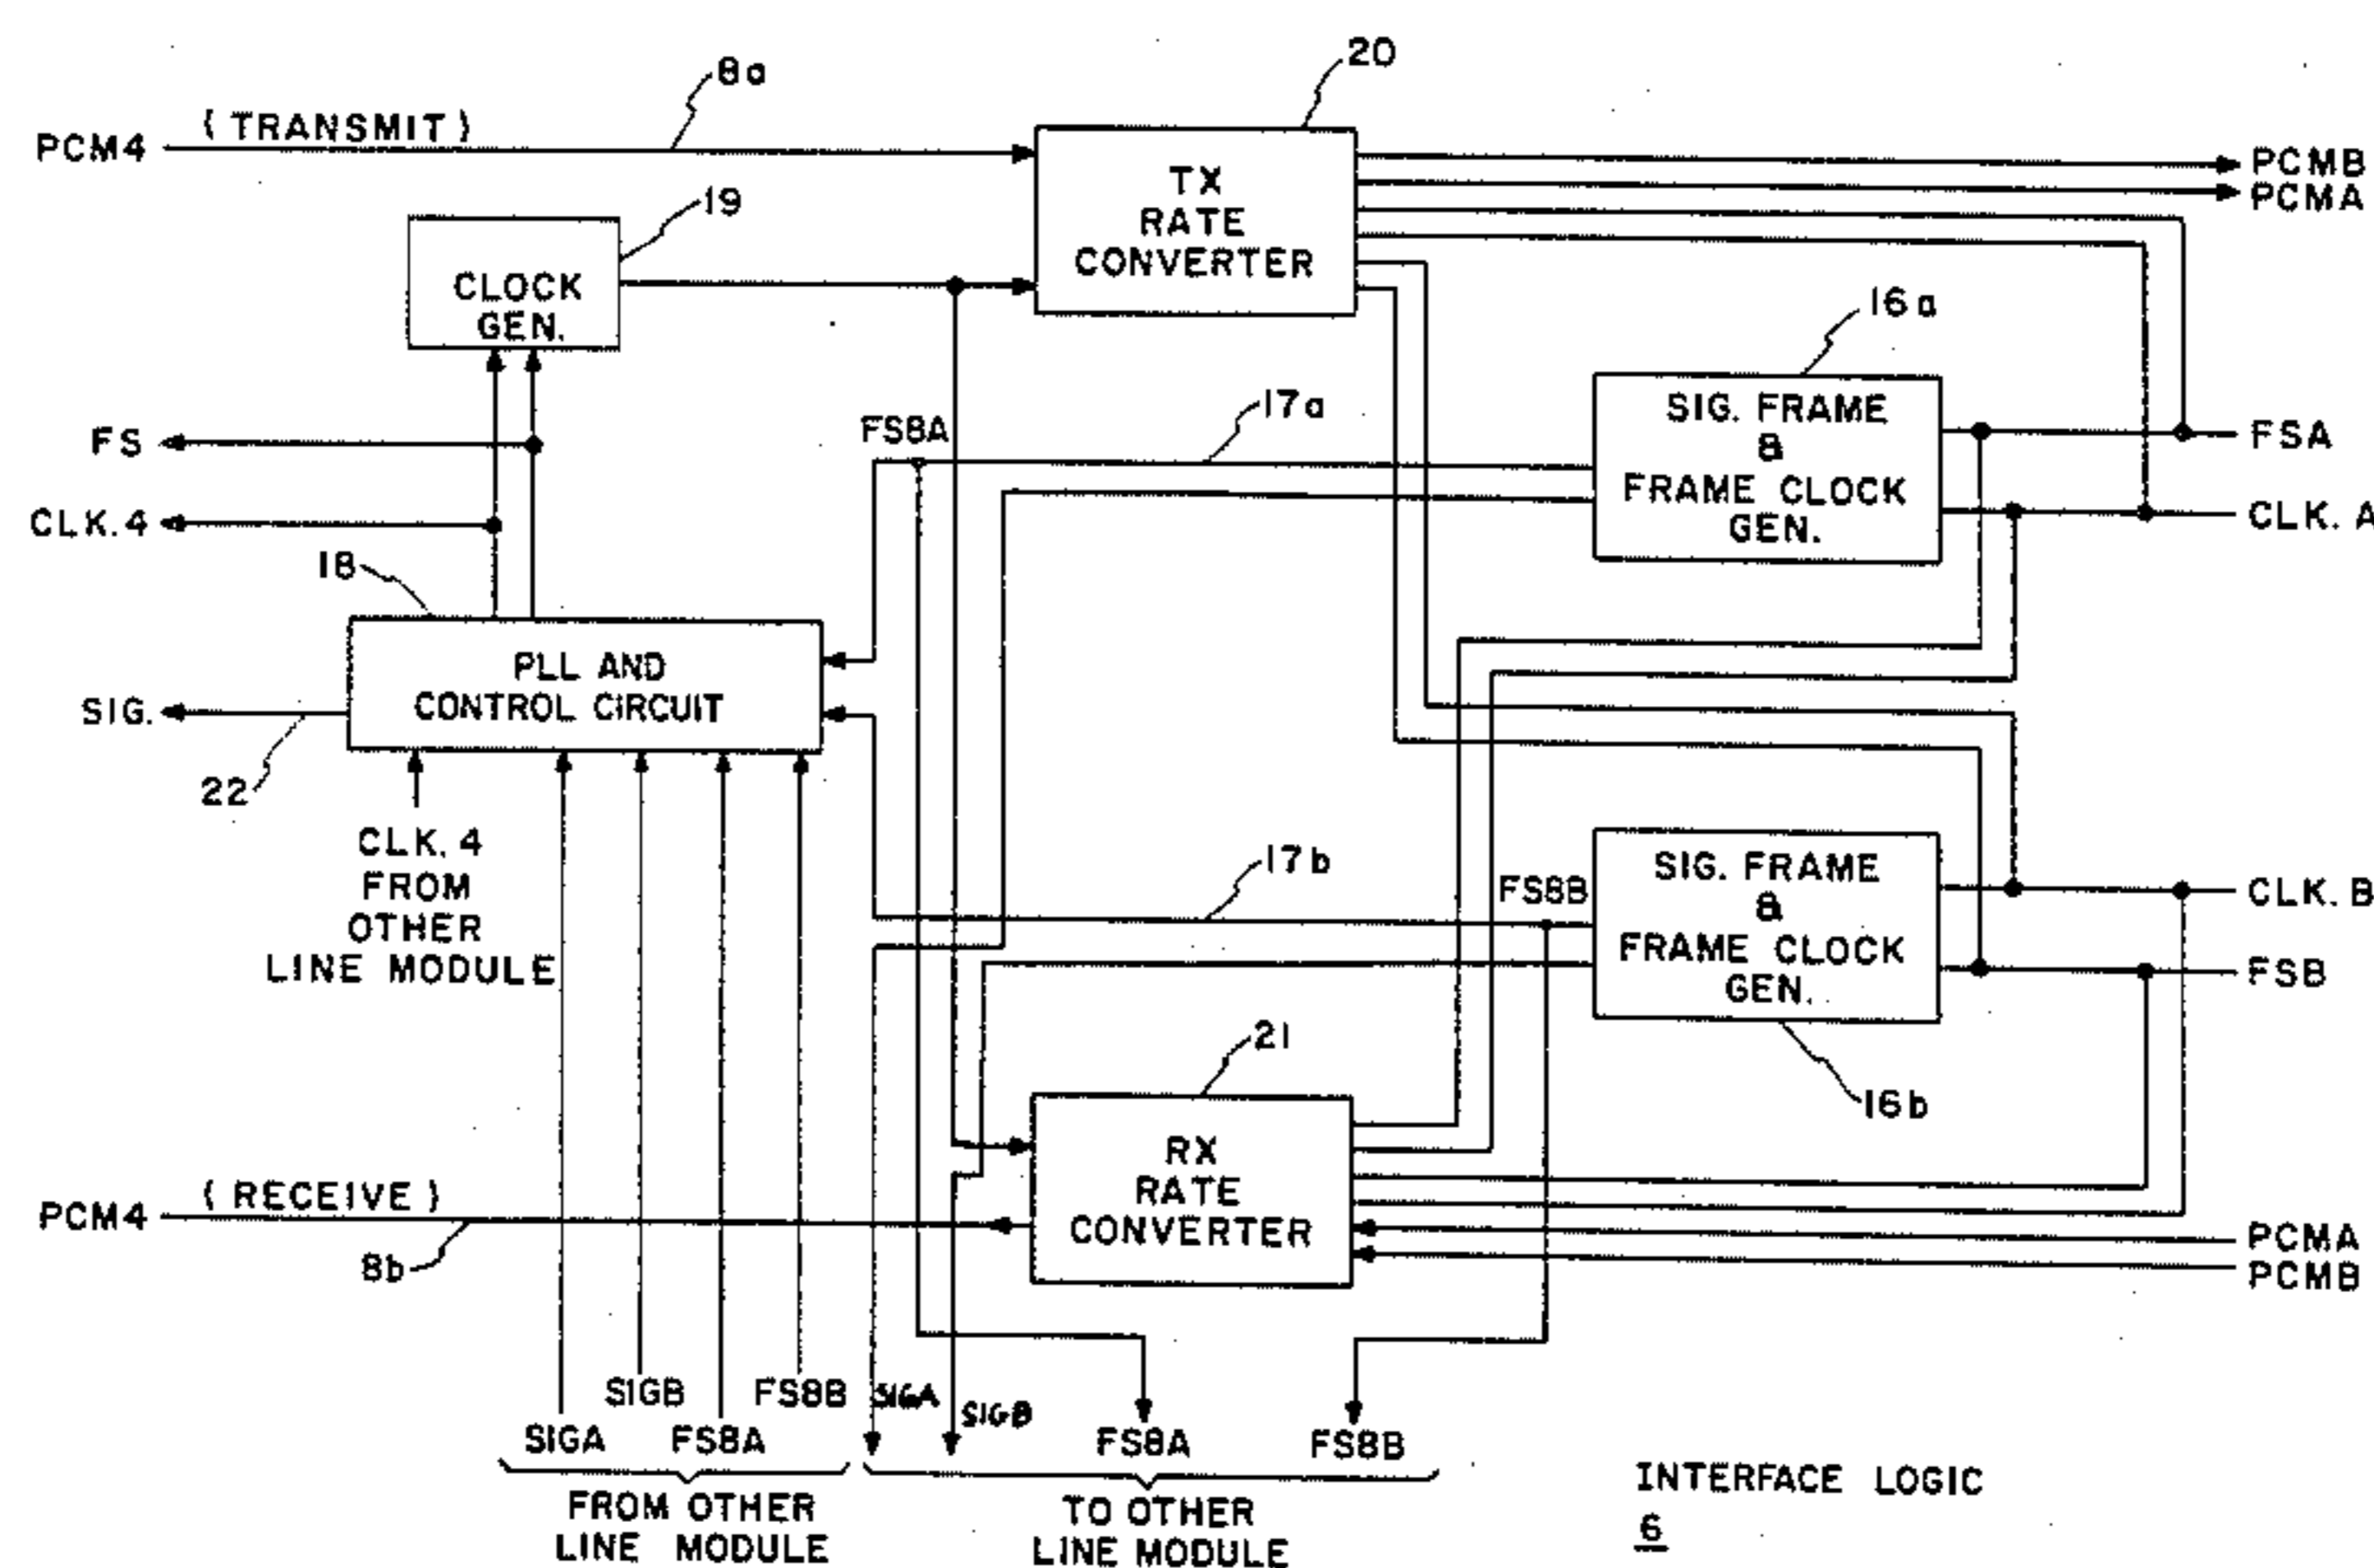 8a
20
PCM4
(TRANSMIT)
TX
RATE
CONVERTER
PCMB
PCMA
19
CLOCK
GEN.
16a
SIG. FRAME
&
FRAME CLOCK
GEN.
FSA
CLK. A
FS
CLK.4
FS8A
17a
18
PLL AND
CONTROL CIRCUIT
SIG.
22
CLK. 4
FROM
OTHER
LINE MODULE
17b
FS8B
SIG. FRAME
&
FRAME CLOCK
GEN.
CLK. B
FSB
16b
21
RX
RATE
CONVERTER
PCM4
(RECEIVE)
8b
PCMA
PCMB
SIGB
FS8B
SIGA
SIGB
SIGA
FS8A
FS8A
FS8B
FROM OTHER
LINE MODULE
TO OTHER
LINE MODULE
INTERFACE LOGIC
6